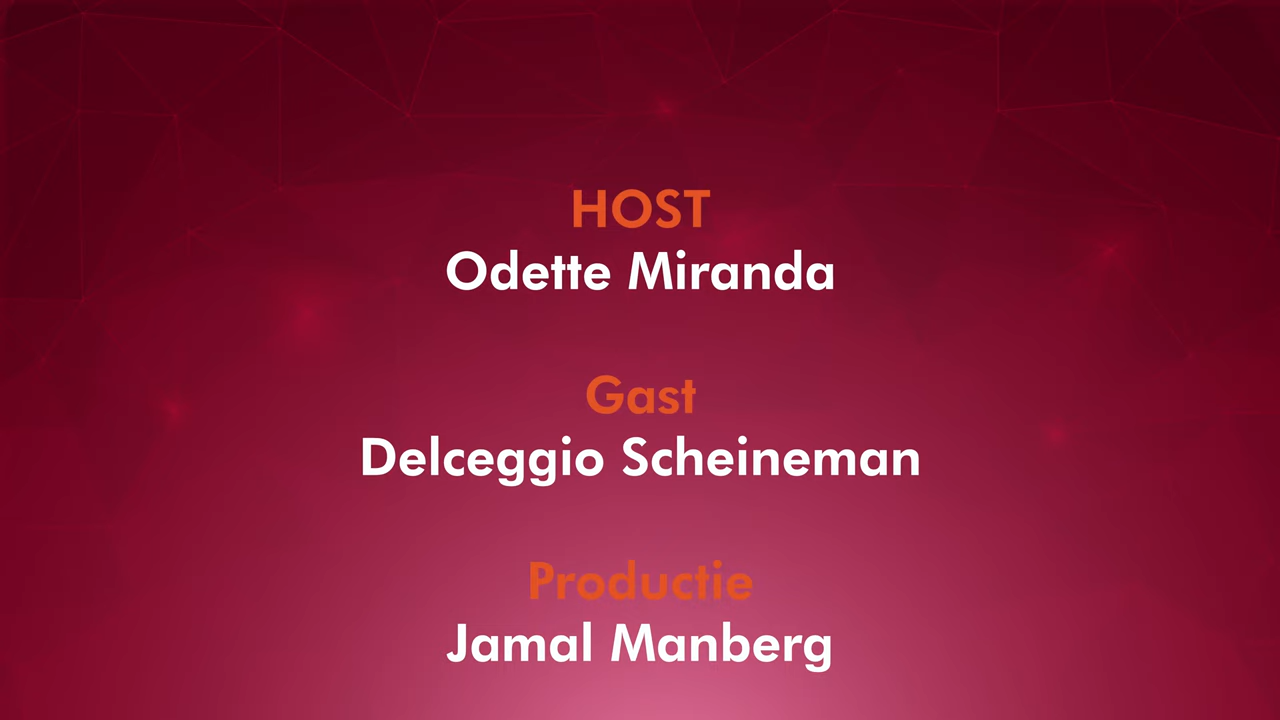 HOST
Odette Miranda
Gast
Delceggio Scheineman
Productie
Jamal Manberg